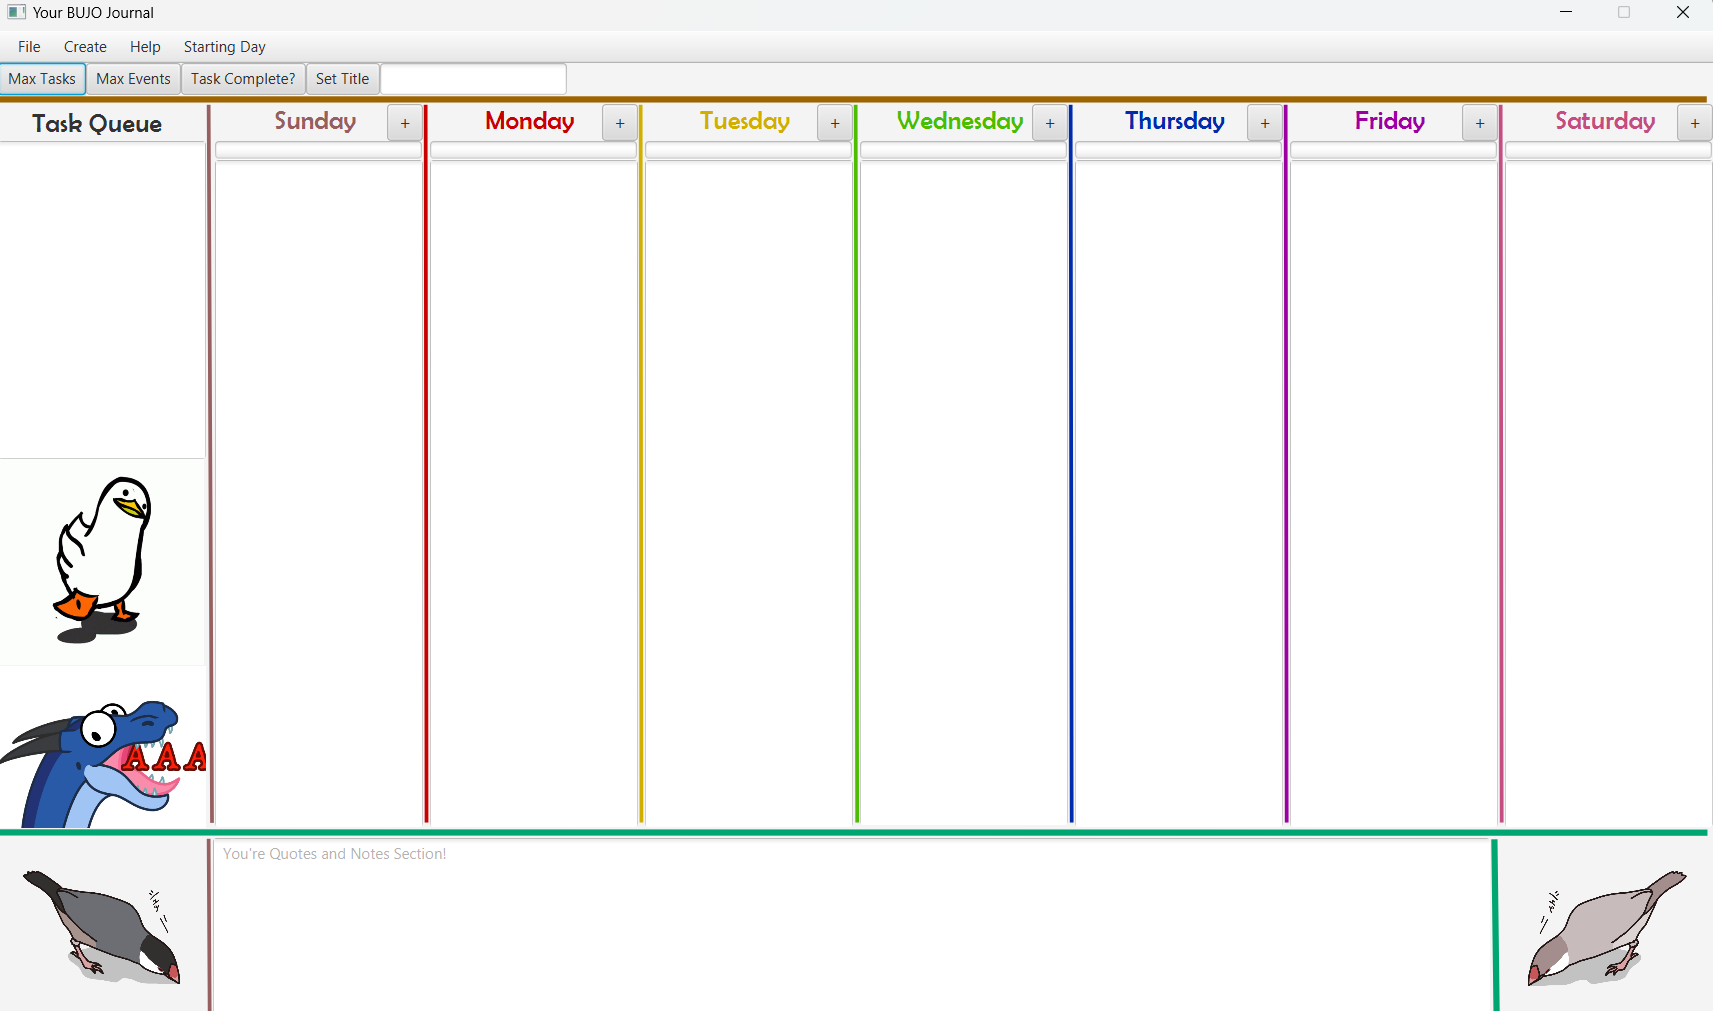 Your BUJO Journal
File Create Help Starting Day
Max Tasks Max Events Task Complete? Set Title
Task Queue Sunday + Monday + Tuesday + Wednesday + Thursday + Friday + Saturday +
AAA
You're Quotes and Notes Section!